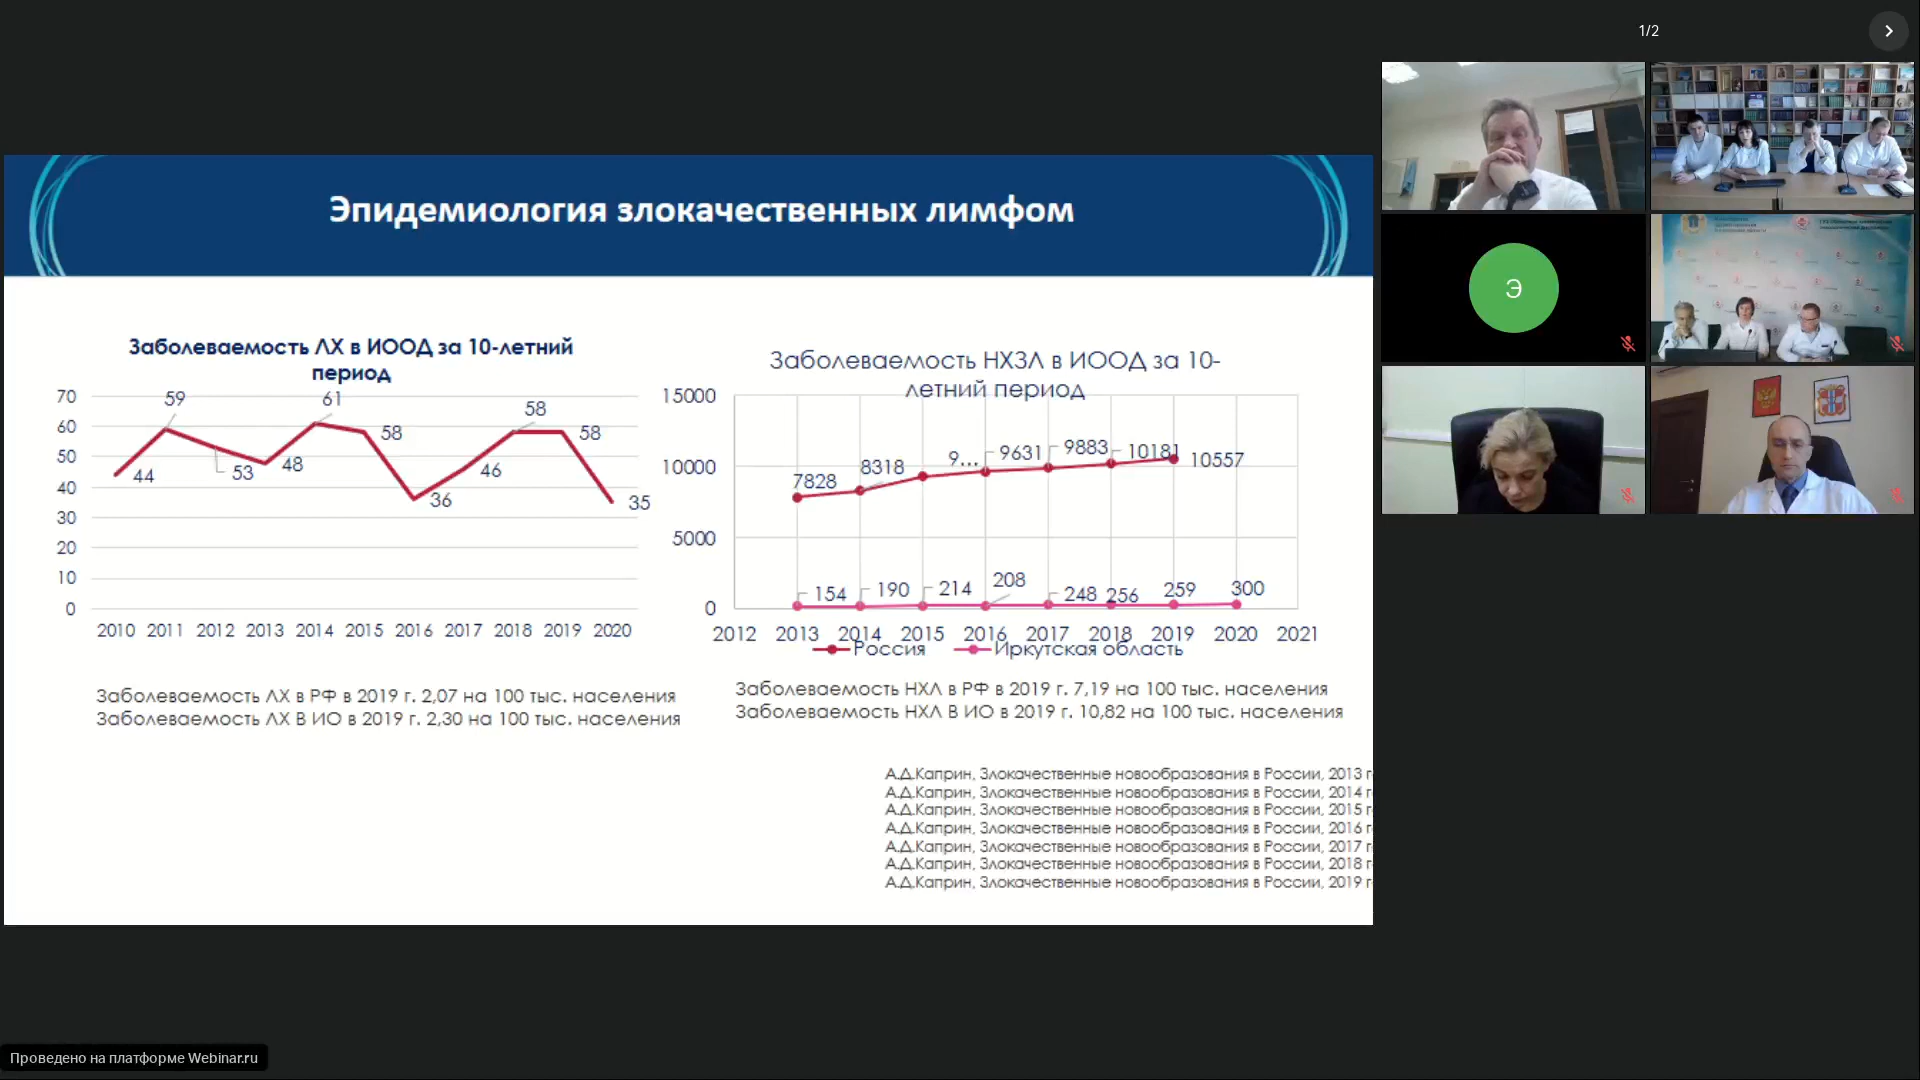 1/2
Эпидемиология злокачественных лимфом
Заболеваемость ЛХ в ИООД за 10-летний
период
70
60
50
40
30
20
10
0
59
61
58
58
58
44
53
48
36
46
35
2010 2011 2012 2013 2014 2015 2016 2017 2018 2019 2020
Заболеваемость ЛХ в РФ в 2019 г. 2,07 на 100 тыс. населения
Заболеваемость ЛХ В ИО в 2019 г. 2,30 на 100 тыс. населения
Заболеваемость НХЗЛ в ИООД за 10-
летний период
15000
10000
5000
0
7828 8318 9... 9631 9883 10181 10557
154 190 214 208 248 256 259 300
2012 2013 2014 2015 2016 2017 2018 2019 2020 2021
Россия Иркутская область
Заболеваемость НХЛ в РФ в 2019 г. 7,19 на 100 тыс. населения
Заболеваемость НХЛ В ИО в 2019 г. 10,82 на 100 тыс. населения
А.Д.Каприн, Злокачественные новообразования в России, 2013 г
А.Д.Каприн, Злокачественные новообразования в России, 2014 г
А.Д.Каприн, Злокачественные новообразования в России, 2015 г
А.Д.Каприн, Злокачественные новообразования в России, 2016 г
А.Д.Каприн, Злокачественные новообразования в России, 2017 г
А.Д.Каприн, Злокачественные новообразования в России, 2018 г
А.Д.Каприн, Злокачественные новообразования в России, 2019 г
Э
Проведено на платформе Webinar.ru